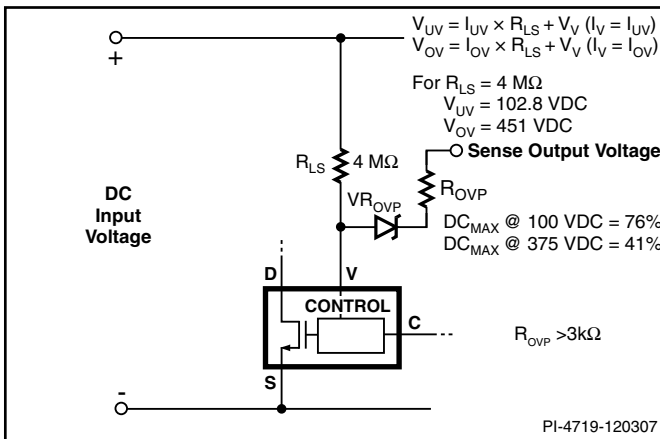 V_UV = I_UV × R_LS + V_V (I_V = I_UV)
V_OV = I_OV × R_LS + V_V (I_V = I_OV)
+
For R_LS = 4 MΩ
V_UV = 102.8 VDC
V_OV = 451 VDC
Sense Output Voltage
R_LS 4 MΩ
R_OVP
VR_OVP
DC
Input
Voltage
DC_MAX @ 100 VDC = 76%
DC_MAX @ 375 VDC = 41%
D
V
CONTROL
C
R_OVP >3kΩ
S
-
PI-4719-120307